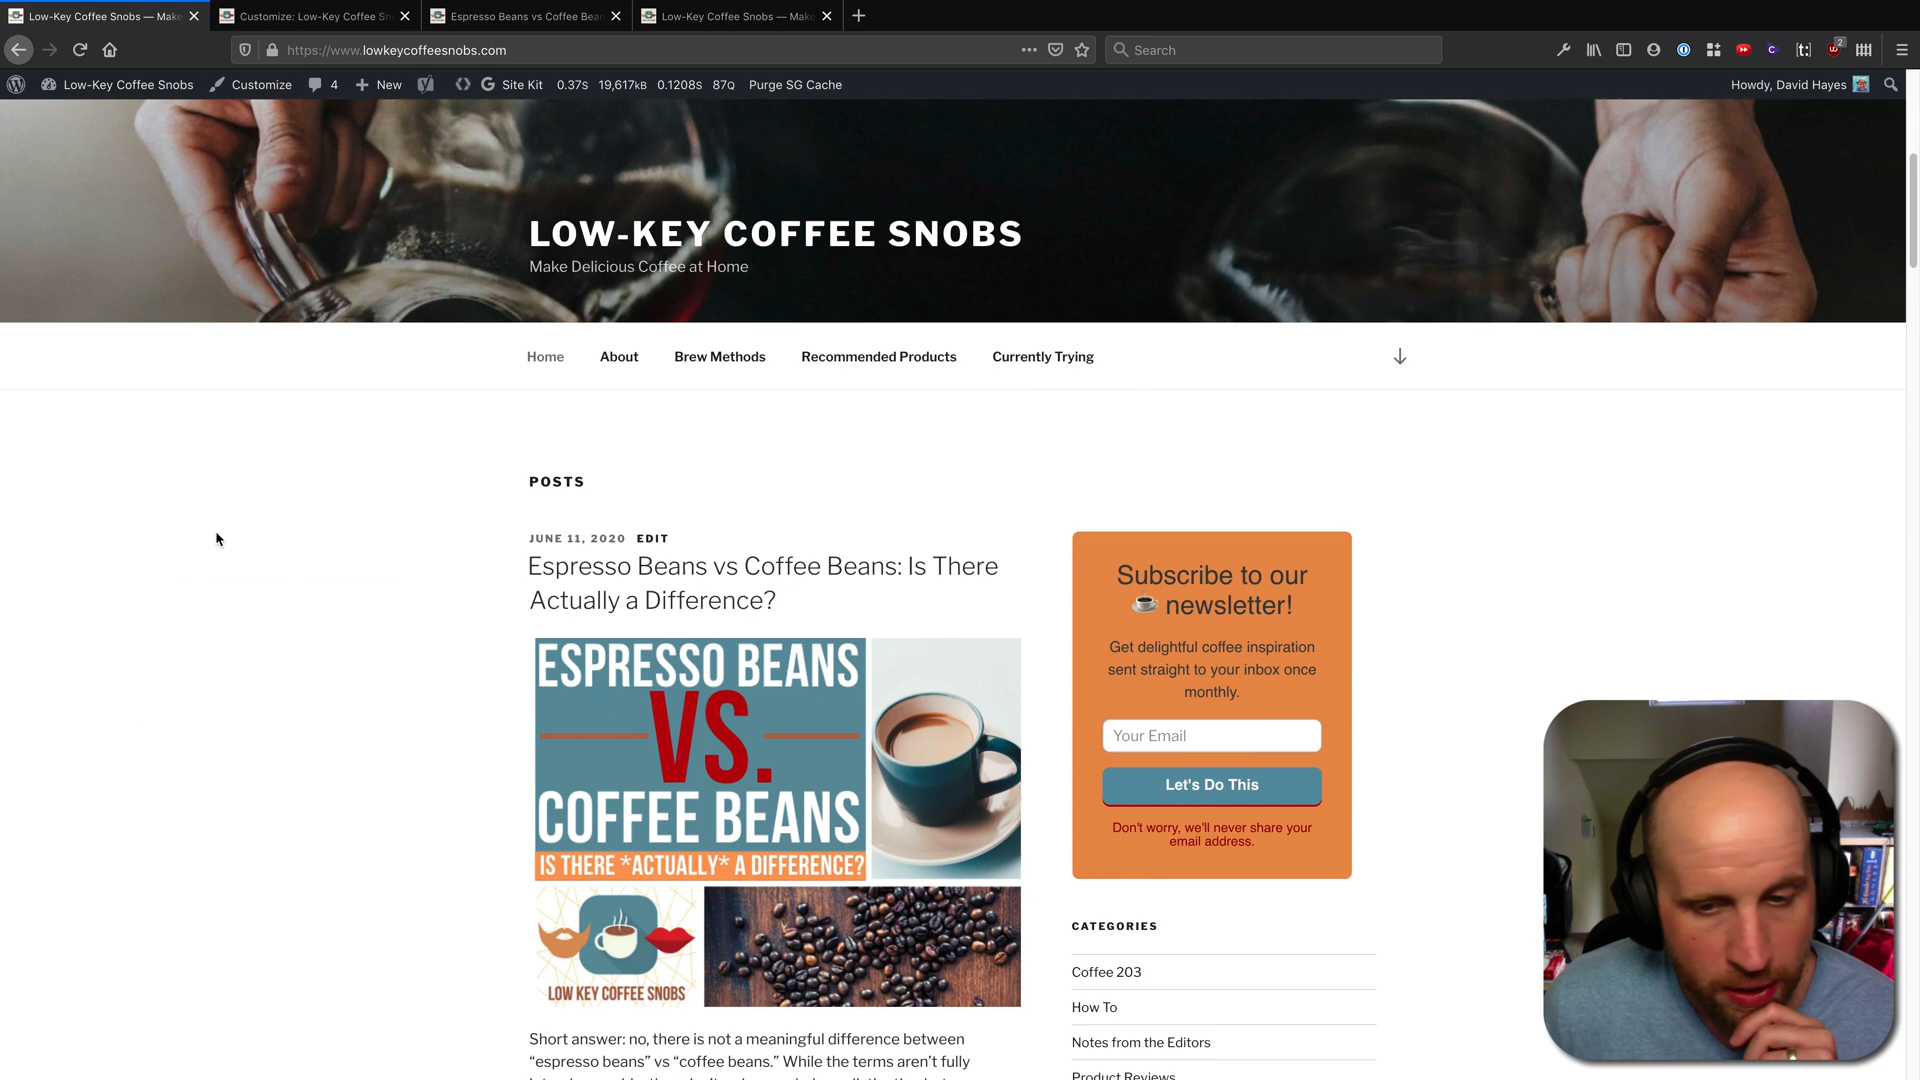 Low-Key Coffee Snobs — Make
Customize: Low-Key Coffee Sn
Espresso Beans vs Coffee Bea
Low-Key Coffee Snobs — Make
https://www.lowkeycoffeesnobs.com
Search
2
Low-Key Coffee Snobs
Customize
4
New
Site Kit
0.37S 19,617KB 0.1208S 87Q
Purge SG Cache
Howdy, David Hayes
LOW-KEY COFFEE SNOBS
Make Delicious Coffee at Home
Home
About
Brew Methods
Recommended Products
Currently Trying
POSTS
JUNE 11, 2020 EDIT
Espresso Beans vs Coffee Beans: Is There
Actually a Difference?
ESPRESSO BEANS
VS.
COFFEE BEANS
IS THERE *ACTUALLY* A DIFFERENCE?
LOW KEY COFFEE SNOBS
Short answer: no, there is not a meaningful difference between
“espresso beans” vs “coffee beans.” While the terms aren’t fully
Subscribe to our
☕ newsletter!
Get delightful coffee inspiration
sent straight to your inbox once
monthly.
Your Email
Let's Do This
Don't worry, we'll never share your
email address.
CATEGORIES
Coffee 203
How To
Notes from the Editors
Product Reviews